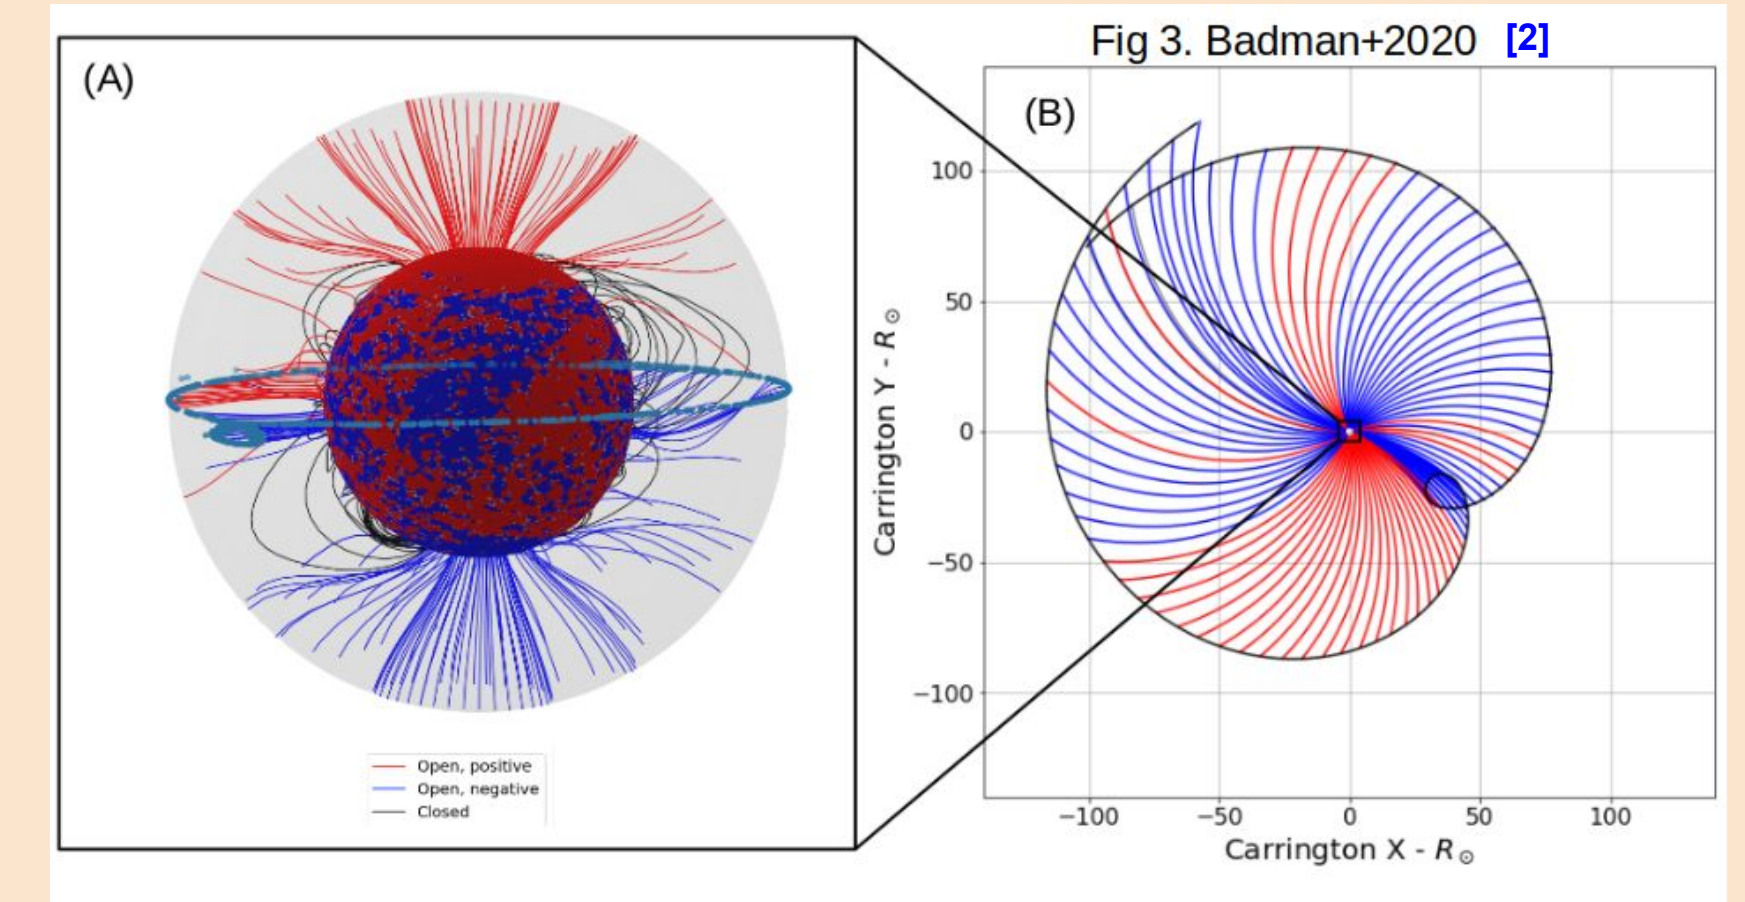 Fig 3. Badman+2020 [2]
(A)
Open, positive
Open, negative
Closed
(B)
Carrington Y - R☉
100
50
0
−50
−100
−100 −50 0 50 100
Carrington X - R☉